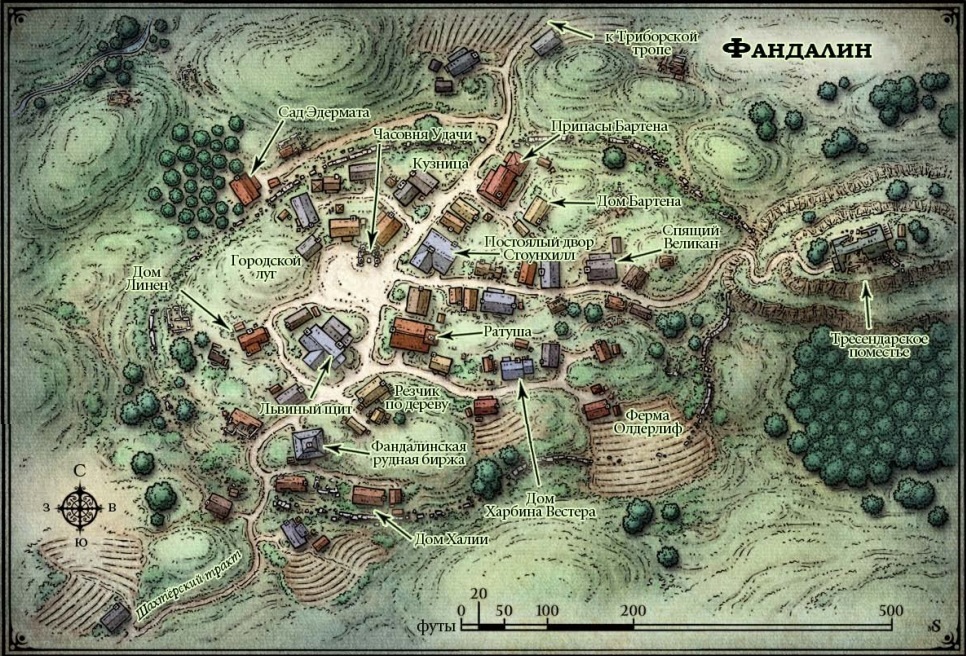 к Триборской
тропе
Фандалин
Сад Эдермата
Часовня Удачи
Припасы Бартена
Кузница
Дом Бартена
Постоялый двор
Стоунхилл
Спящий
Великан
Городской
луг
Дом
Линен
Ратуша
Трессендарское
поместье
Львиный щит
Резчик
по дереву
Ферма
Олдерлиф
Фандалинская
рудная биржа
Дом
Харбина Вестера
С
З
В
Ю
Дом Халии
Шахтёрский тракт
20
0 50 100 200 500
футы